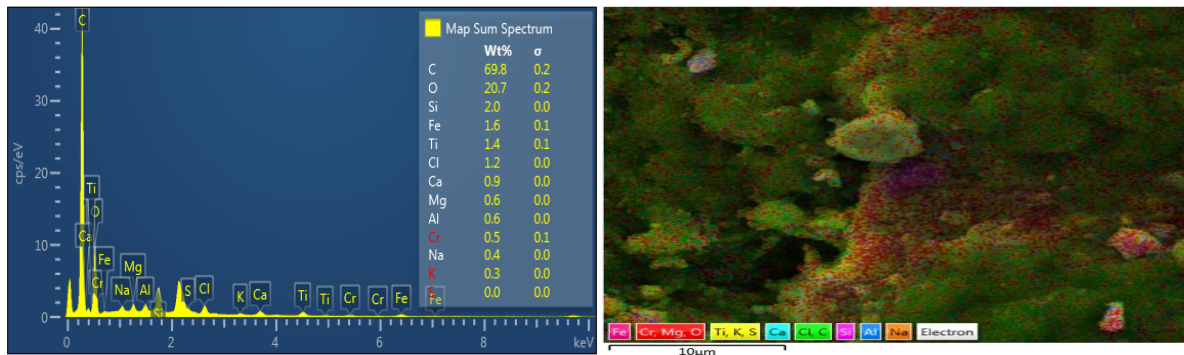 Map Sum Spectrum
Wt% σ
C 69.8 0.2
O 20.7 0.2
Si 2.0 0.0
Fe 1.6 0.1
Ti 1.4 0.1
Cl 1.2 0.0
Ca 0.9 0.0
Mg 0.6 0.0
Al 0.6 0.0
Cr 0.5 0.1
Na 0.4 0.0
K 0.3 0.0
S 0.0 0.0
cps/eV
40
30
20
10
0
C
Ti
O
Ca
Fe
Cr
Na
Mg
Al
Si
S
Cl
K
Ca
Ti
Ti
Cr
Cr
Fe
Fe
0 2 4 6 8 keV
Fe Cr, Mg, O Ti, K, S Ca Cl, C Si Al Na Electron
10μm